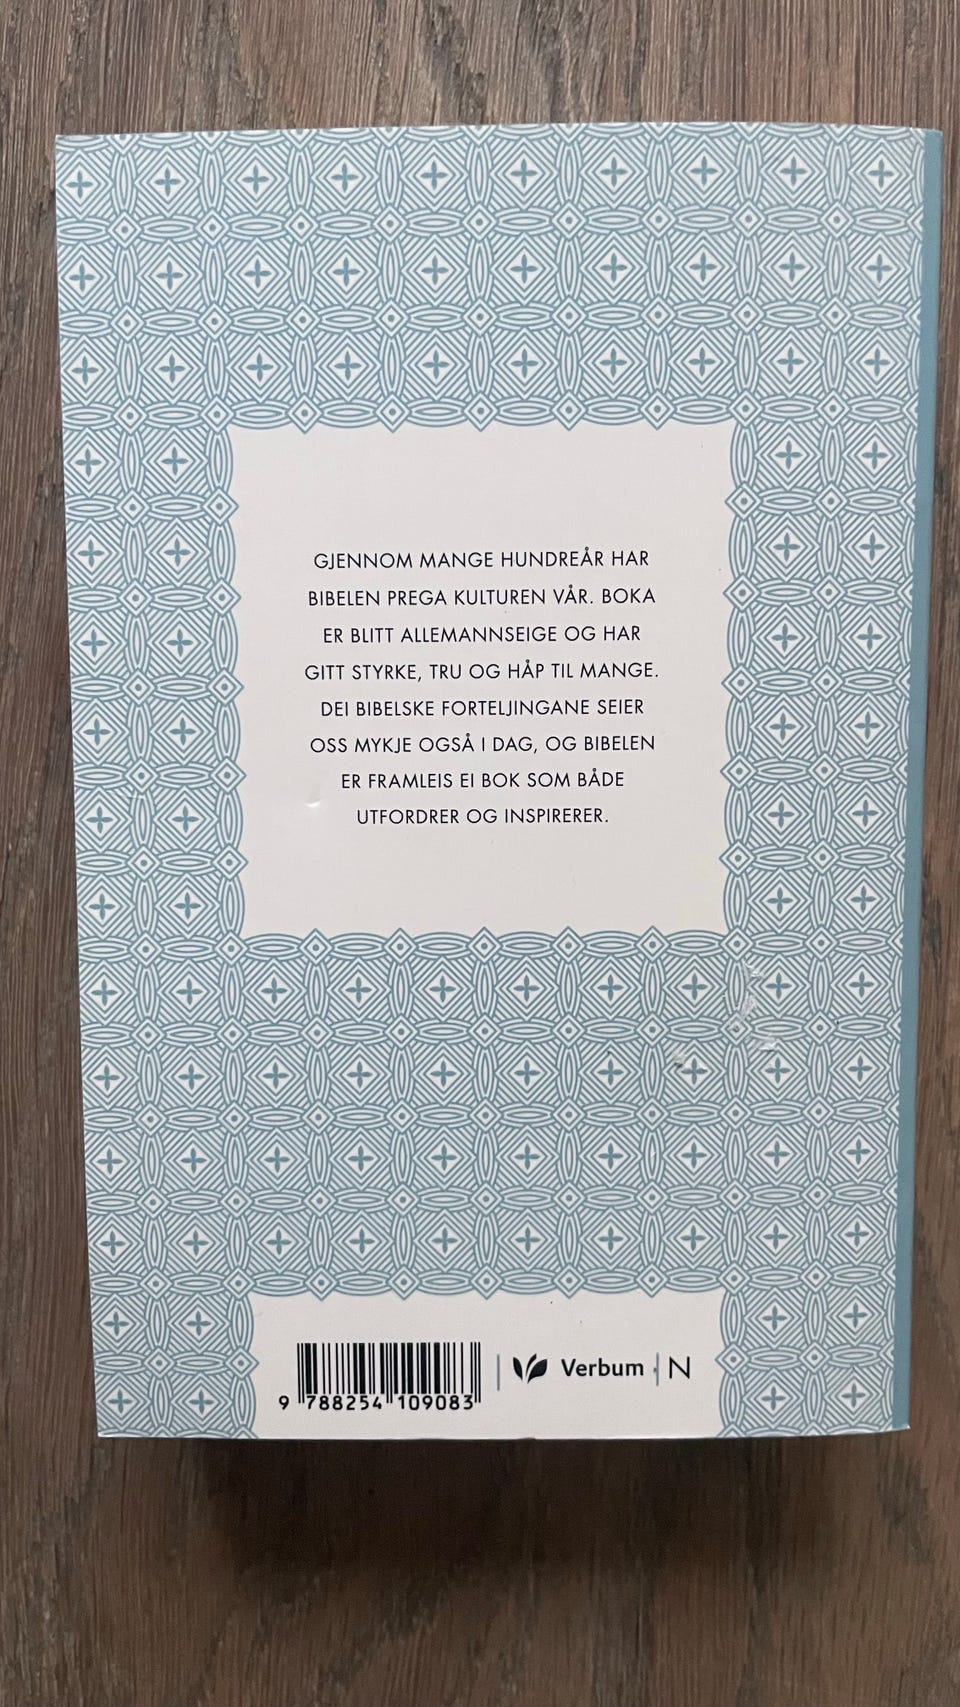 GJENNOM MANGE HUNDREÅR HAR
BIBELEN PREGA KULTUREN VÅR. BOKA
ER BLITT ALLEMANNSEIGE OG HAR
GITT STYRKE, TRU OG HÅP TIL MANGE.
DEI BIBELSKE FORTELJINGANE SEIER
OSS MYKJE OGSÅ I DAG, OG BIBELEN
ER FRAMLEIS EI BOK SOM BÅDE
UTFORDRER OG INSPIRERER.
9 788254 109083 Verbum N